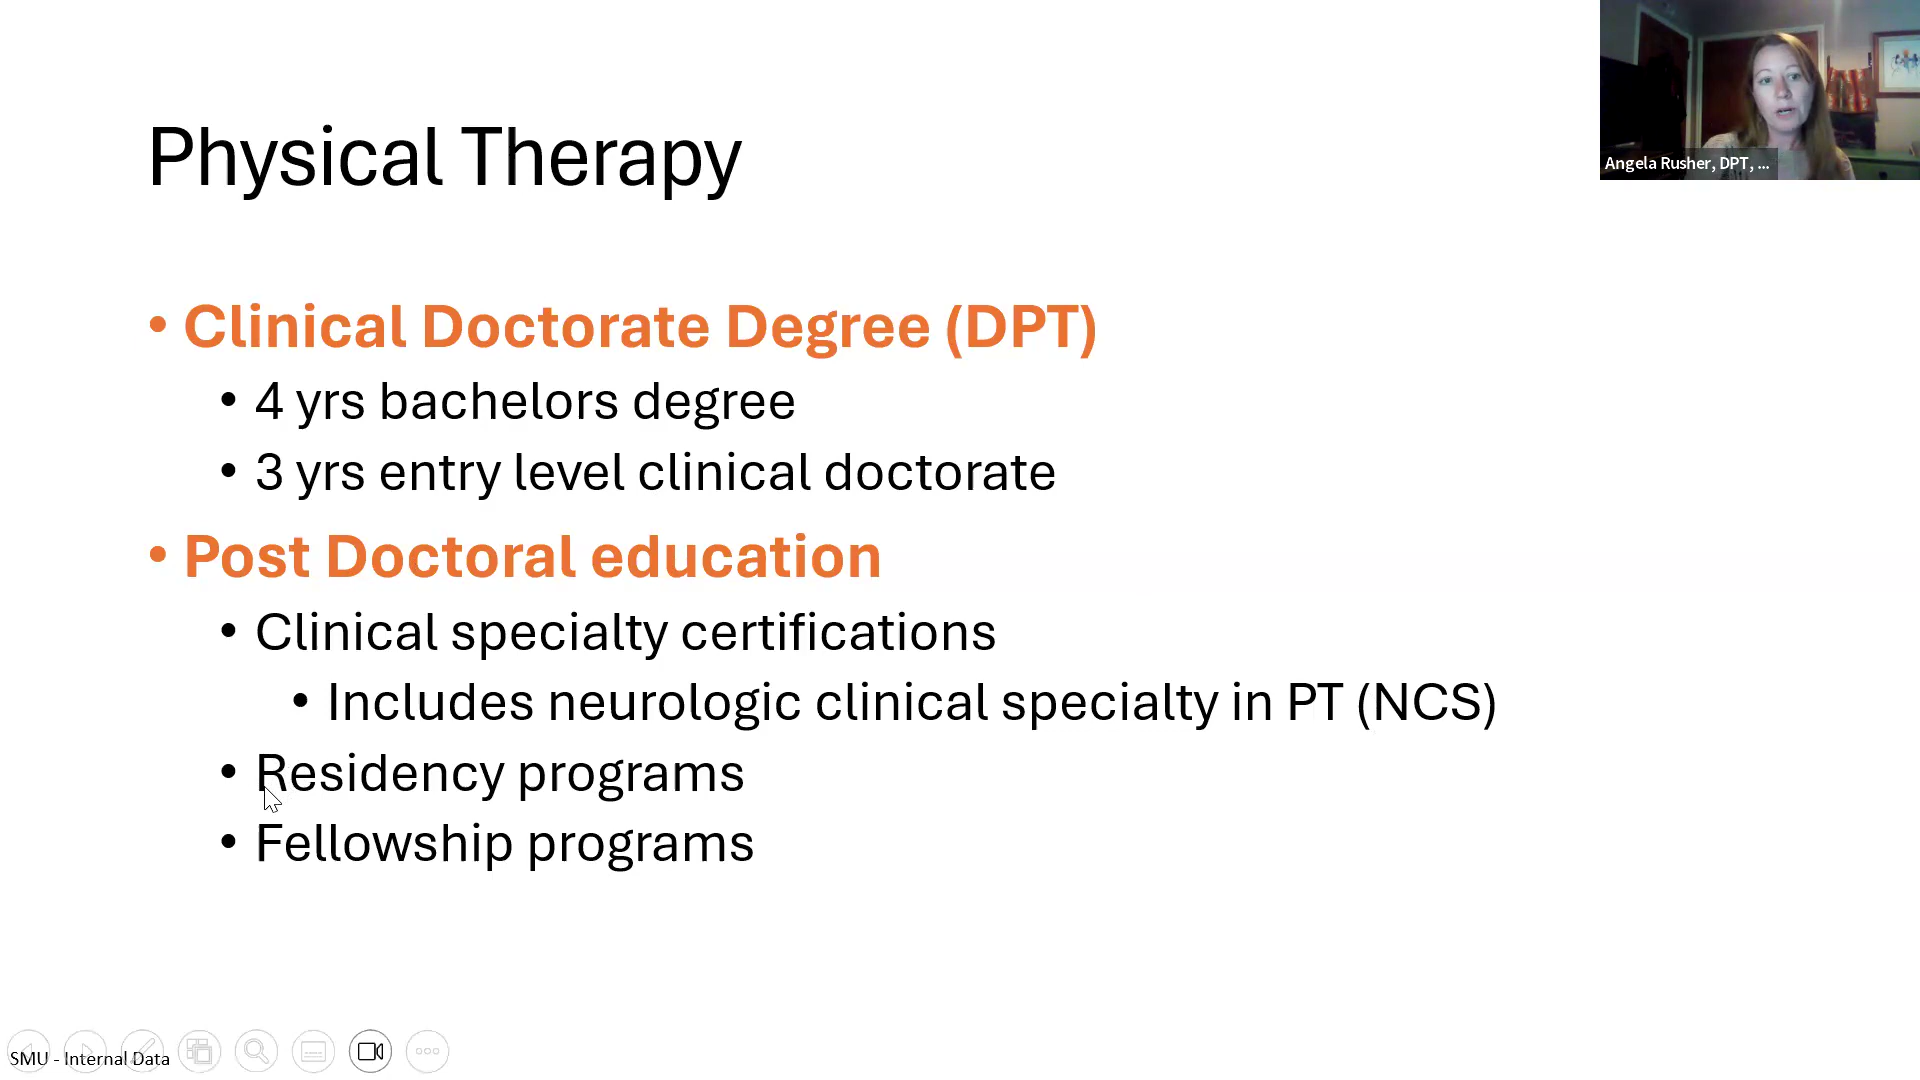 Physical Therapy
Angela Rusher, DPT, ...
• Clinical Doctorate Degree (DPT)
• 4 yrs bachelors degree
• 3 yrs entry level clinical doctorate
• Post Doctoral education
• Clinical specialty certifications
• Includes neurologic clinical specialty in PT (NCS)
• Residency programs
• Fellowship programs
SMU - Internal Data